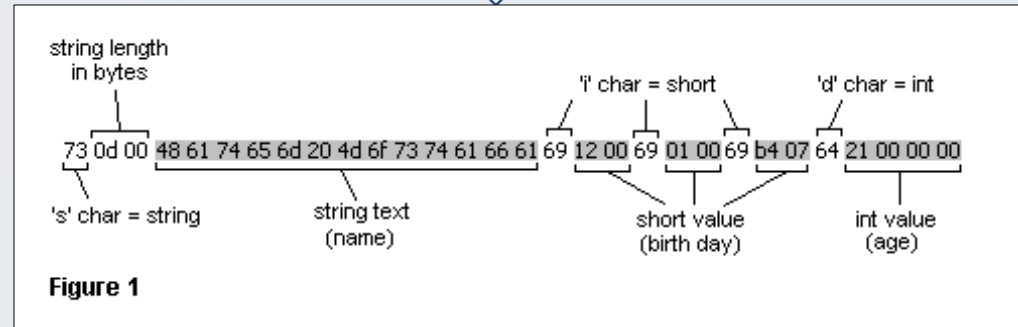 string length
in bytes
'i' char = short
'd' char = int
73 0d 00 48 61 74 65 6d 20 4d 6f 73 74 61 66 61 69 12 00 69 01 00 69 b4 07 64 21 00 00 00
's' char = string
string text
(name)
short value
(birth day)
int value
(age)
Figure 1